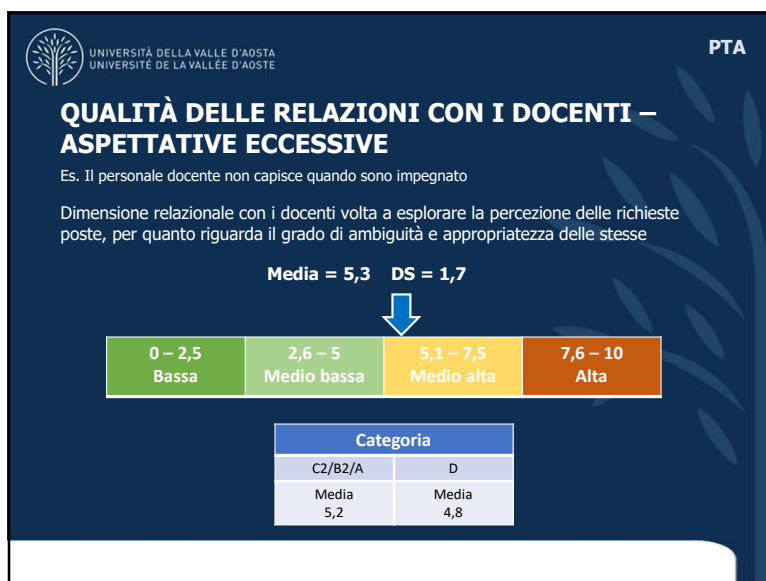 UNIVERSITÀ DELLA VALLE D'AOSTA
UNIVERSITÉ DE LA VALLÉE D'AOSTE
PTA
QUALITÀ DELLE RELAZIONI CON I DOCENTI –
ASPETTATIVE ECCESSIVE
Es. Il personale docente non capisce quando sono impegnato
Dimensione relazionale con i docenti volta a esplorare la percezione delle richieste
poste, per quanto riguarda il grado di ambiguità e appropriatezza delle stesse
Media = 5,3 DS = 1,7
0 – 2,5 2,6 – 5 5,1 – 7,5 7,6 – 10
Bassa Medio bassa Medio alta Alta
Categoria
C2/B2/A D
Media Media
5,2 4,8